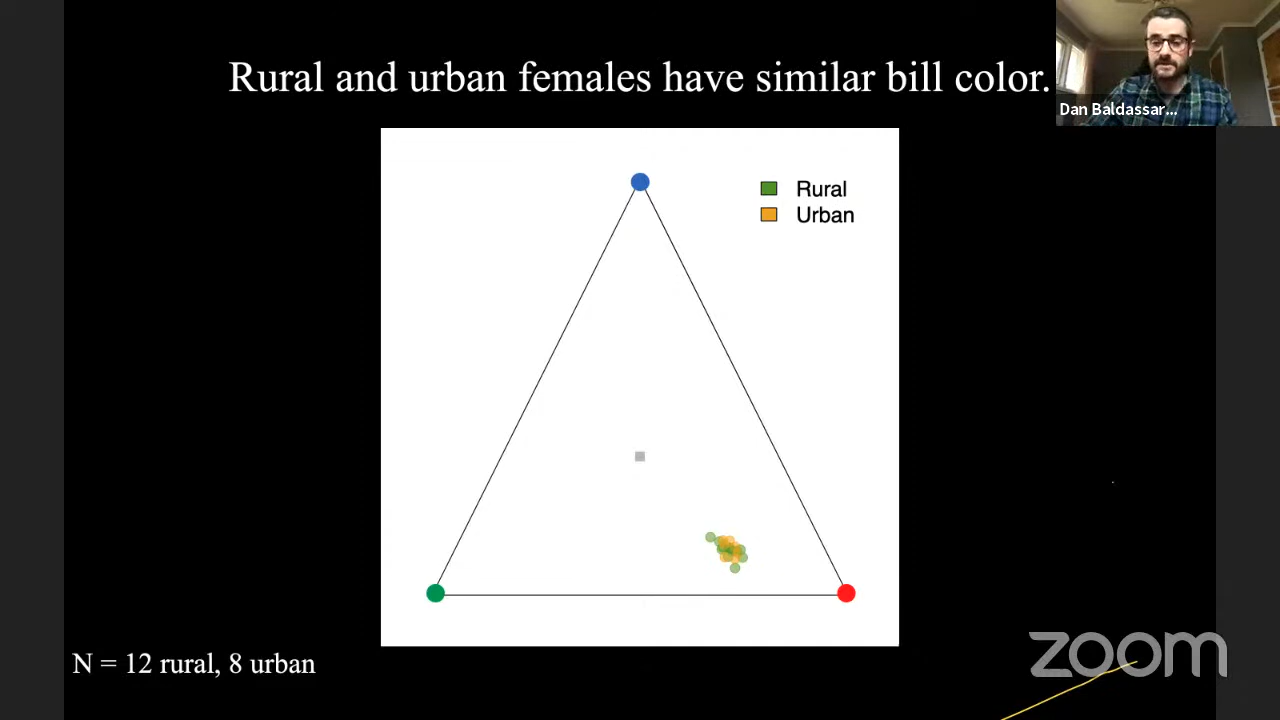 Rural and urban females have similar bill color.
Dan Baldassar...
Rural
Urban
N = 12 rural, 8 urban
zoom